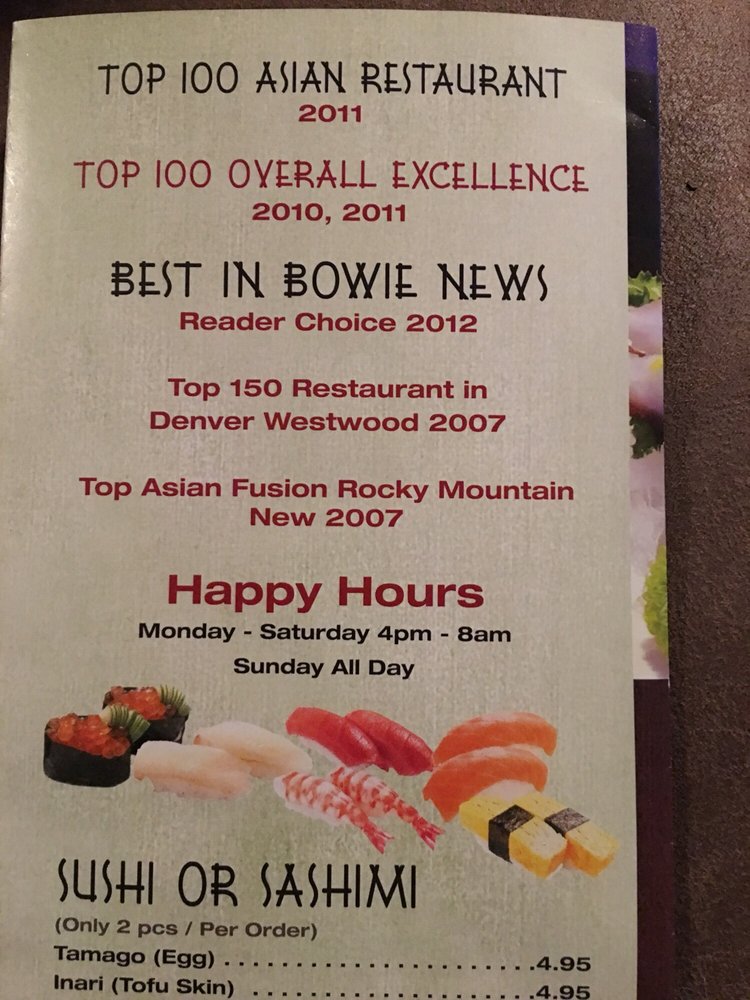 TOP 100 ASIAN RESTAURANT
2011
TOP 100 OVERALL EXCELLENCE
2010, 2011
BEST IN BOWIE NEWS
Reader Choice 2012
Top 150 Restaurant in
Denver Westwood 2007
Top Asian Fusion Rocky Mountain
New 2007
Happy Hours
Monday - Saturday 4pm - 8am
Sunday All Day
SUSHI OR SASHIMI
(Only 2 pcs / Per Order)
Tamago (Egg) . . . . . . . . . . . . . . . . . . . . . . .4.95
Inari (Tofu Skin) . . . . . . . . . . . . . . . . . . . . .4.95